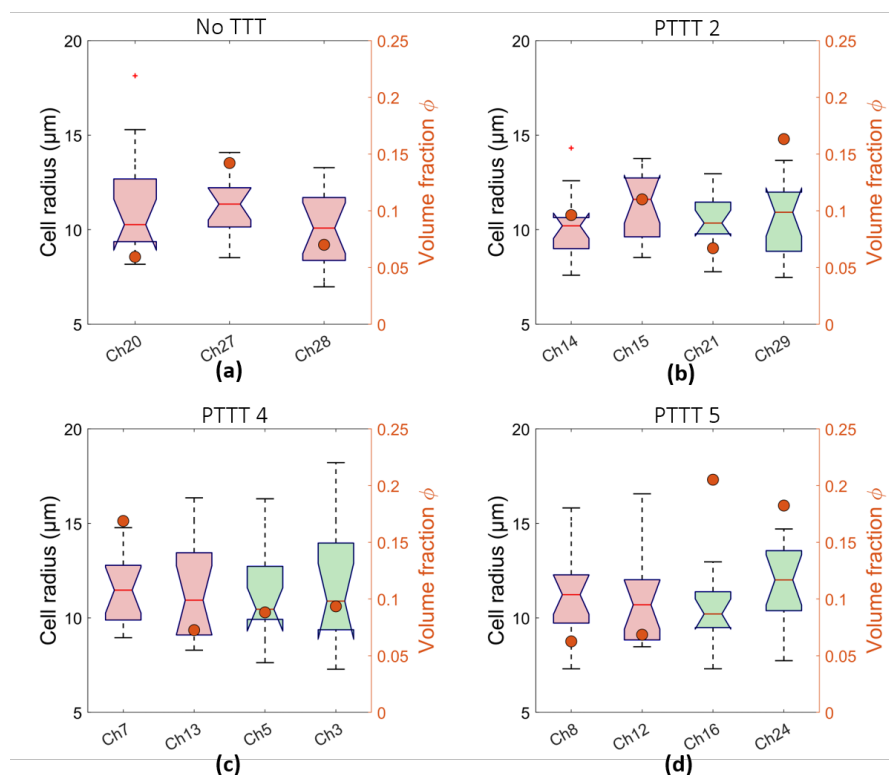 No TTT
20
15
10
5
Cell radius (µm)
0.25
0.2
0.15
0.1
0.05
0
Volume fraction ϕ
Ch20
Ch27
Ch28
(a)
PTTT 2
20
15
10
5
Cell radius (µm)
0.25
0.2
0.15
0.1
0.05
0
Volume fraction ϕ
Ch14
Ch15
Ch21
Ch29
(b)
PTTT 4
20
15
10
5
Cell radius (µm)
0.25
0.2
0.15
0.1
0.05
0
Volume fraction ϕ
Ch7
Ch13
Ch5
Ch3
(c)
PTTT 5
20
15
10
5
Cell radius (µm)
0.25
0.2
0.15
0.1
0.05
0
Volume fraction ϕ
Ch8
Ch12
Ch16
Ch24
(d)